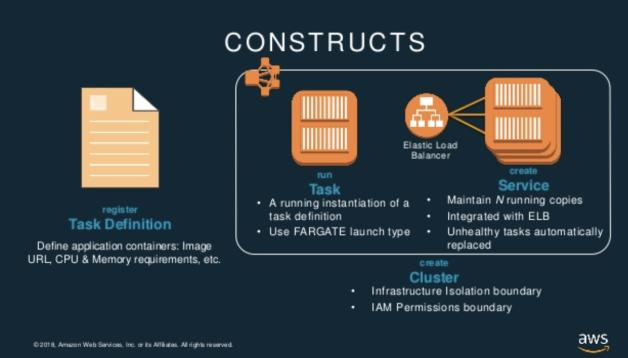 CONSTRUCTS
register
Task Definition
Define application containers: Image
URL, CPU & Memory requirements, etc.
run
Task
• A running instantiation of a
task definition
• Use FARGATE launch type
Elastic Load
Balancer
create
Service
• Maintain N running copies
• Integrated with ELB
• Unhealthy tasks automatically
replaced
create
Cluster
• Infrastructure Isolation boundary
• IAM Permissions boundary
© 2018, Amazon Web Services, Inc. or its Affiliates. All rights reserved.
aws